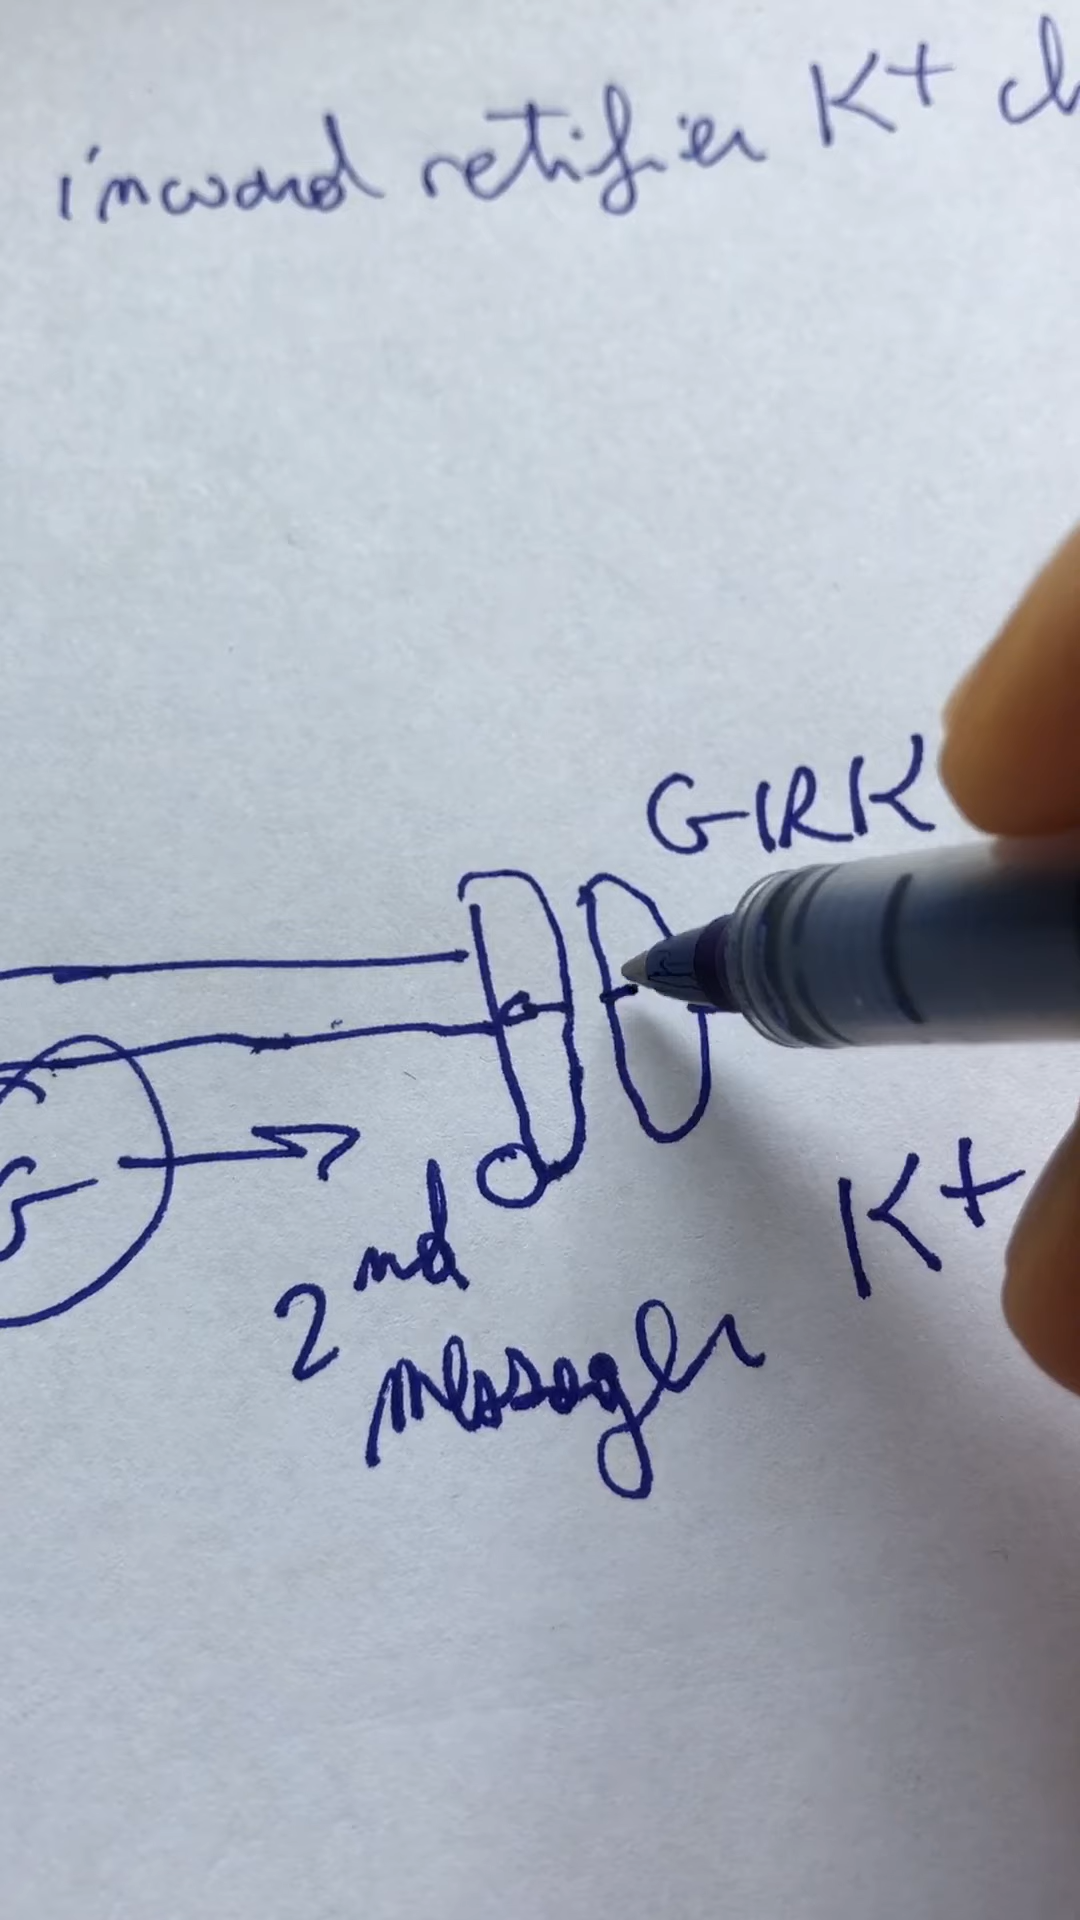 inward retifier K+ ch
GIRK
G
K+
2nd
messager